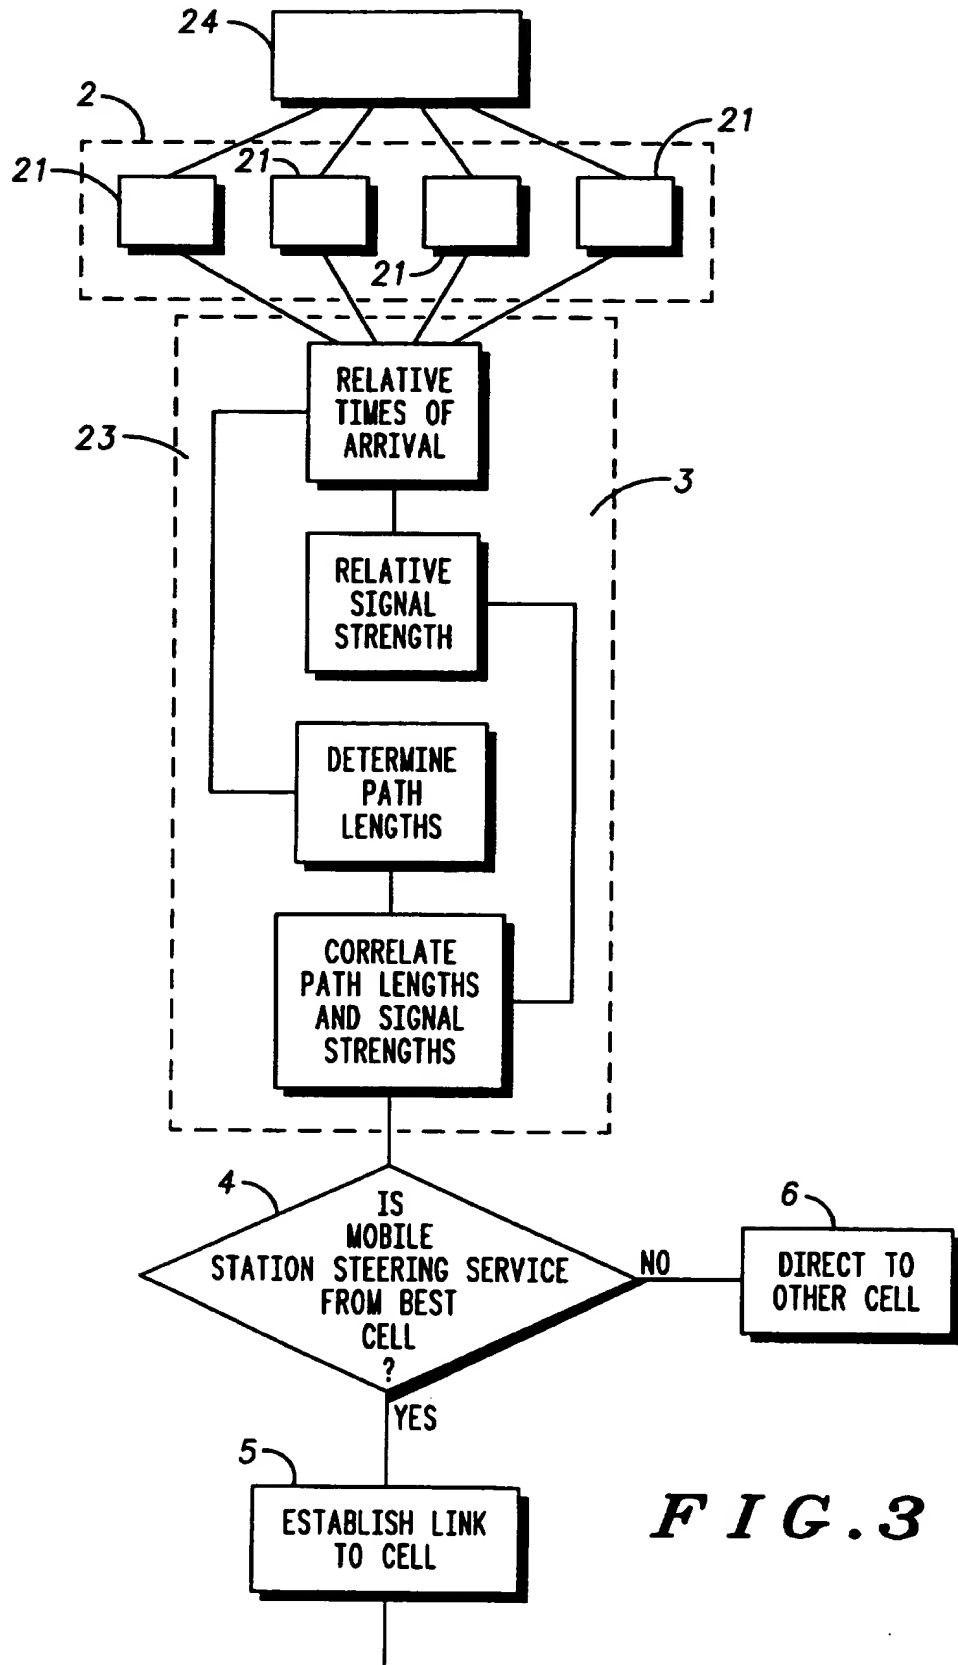 24
2
21
21
21
21
RELATIVE
TIMES OF
ARRIVAL
23
3
RELATIVE
SIGNAL
STRENGTH
DETERMINE
PATH
LENGTHS
CORRELATE
PATH LENGTHS
AND SIGNAL
STRENGTHS
4
IS
MOBILE
STATION STEERING SERVICE
FROM BEST
CELL
?
NO
6
DIRECT TO
OTHER CELL
YES
5
ESTABLISH LINK
TO CELL
FIG.3